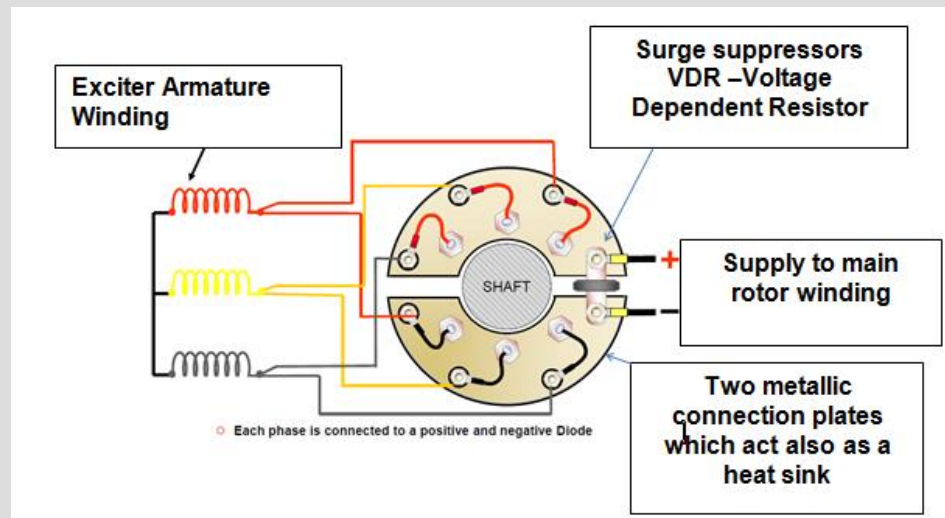 Exciter Armature
Winding
Surge suppressors
VDR –Voltage
Dependent Resistor
SHAFT
+
Supply to main
rotor winding
–
Two metallic
connection plates
which act also as a
heat sink
Each phase is connected to a positive and negative Diode